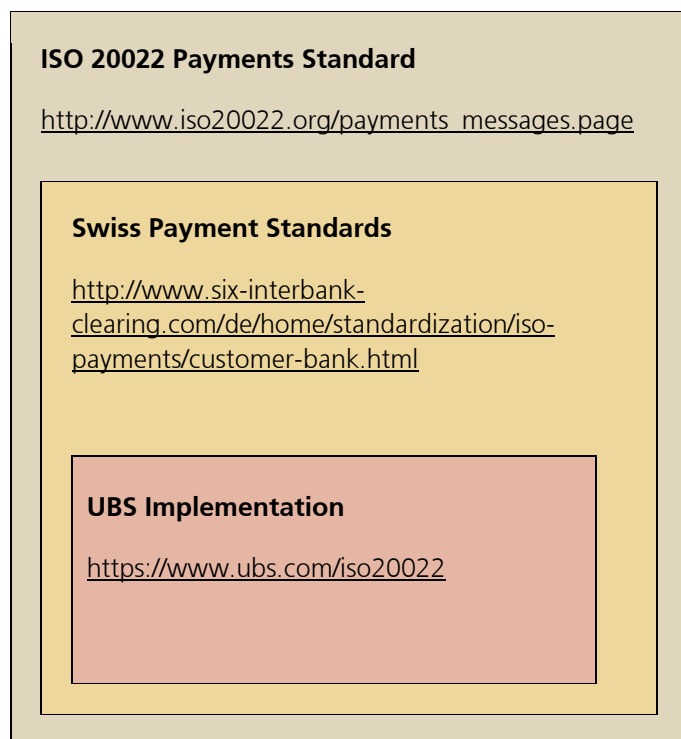 ISO 20022 Payments Standard
http://www.iso20022.org/payments_messages.page
Swiss Payment Standards
http://www.six-interbank-
clearing.com/de/home/standardization/iso-
payments/customer-bank.html
UBS Implementation
https://www.ubs.com/iso20022